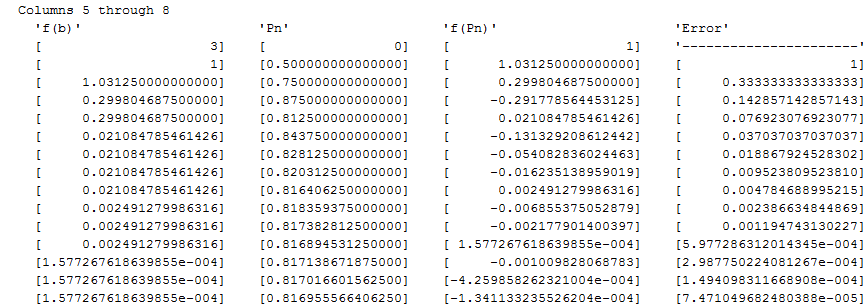 Columns 5 through 8
'f(b)' 'Pn' 'f(Pn)' 'Error'
[ 3] [ 0] [ 1] '----------------------'
[ 1] [0.500000000000000] [ 1.031250000000000] [ 1]
[ 1.031250000000000] [0.750000000000000] [ 0.299804687500000] [ 0.333333333333333]
[ 0.299804687500000] [0.875000000000000] [ -0.291778564453125] [ 0.142857142857143]
[ 0.299804687500000] [0.812500000000000] [ 0.021084785461426] [ 0.076923076923077]
[ 0.021084785461426] [0.843750000000000] [ -0.131329208612442] [ 0.037037037037037]
[ 0.021084785461426] [0.828125000000000] [ -0.054082836024463] [ 0.018867924528302]
[ 0.021084785461426] [0.820312500000000] [ -0.016235138959019] [ 0.009523809523810]
[ 0.021084785461426] [0.816406250000000] [ 0.002491279986316] [ 0.004784688995215]
[ 0.002491279986316] [0.818359375000000] [ -0.006855375052879] [ 0.002386634844869]
[ 0.002491279986316] [0.817382812500000] [ -0.002177901400397] [ 0.001194743130227]
[ 0.002491279986316] [0.816894531250000] [ 1.577267618639855e-004] [5.977286312014345e-004]
[1.577267618639855e-004] [0.817138671875000] [ -0.001009828068783] [2.987750224081267e-004]
[1.577267618639855e-004] [0.817016601562500] [-4.259858262321004e-004] [1.494098311668908e-004]
[1.577267618639855e-004] [0.816955566406250] [-1.341133235526204e-004] [7.471049682480388e-005]